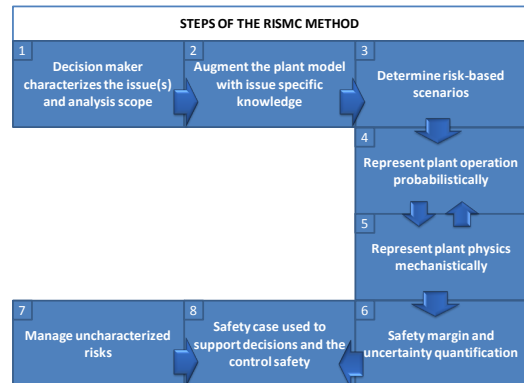 STEPS OF THE RISMC METHOD
1
Decision maker
characterizes the issue(s)
and analysis scope
2
Augment the plant model
with issue specific
knowledge
3
Determine risk-based
scenarios
4
Represent plant operation
probabilistically
5
Represent plant physics
mechanistically
7
Manage uncharacterized
risks
8
Safety case used to
support decisions and the
control safety
6
Safety margin and
uncertainty quantification